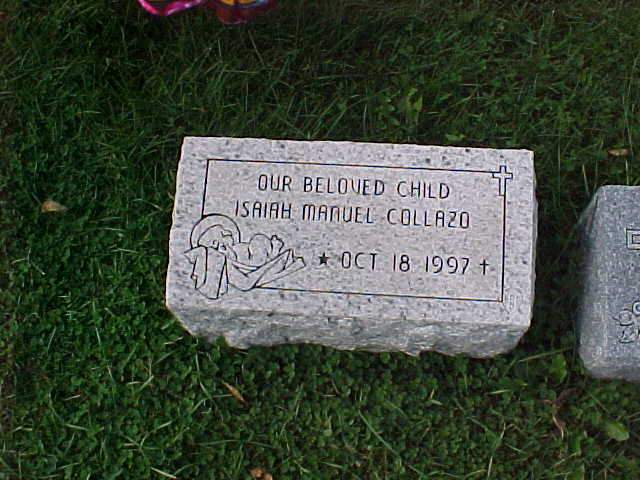 OUR BELOVED CHILD
ISAIAH MANUEL COLLAZO
★ OCT 18 1997 ✝